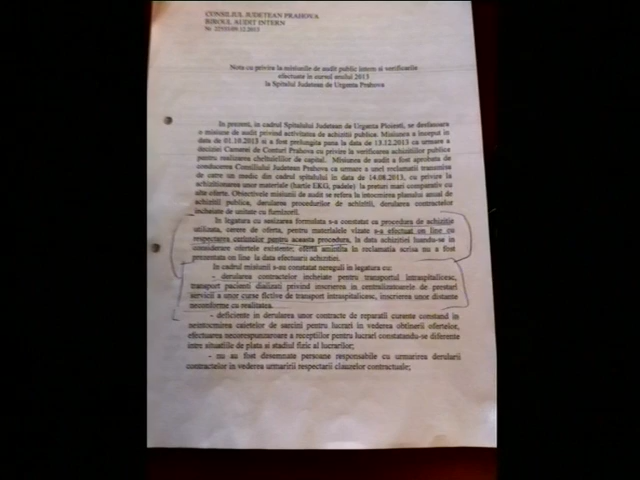 CONSILIUL JUDETEAN PRAHOVA
BIROUL AUDIT INTERN
Nota cu privire la misiunile de audit public intern si verificarile
efectuate in cursul anului 2013
la Spitalul Judetean de Urgenta Prahova
In prezent, in cadrul Spitalului Judetean de Urgenta Ploiesti, se desfasoara
o misiune de audit privind activitatea de achizitii publice. Misiunea a inceput in
data de 01.10.2013 si a fost prelungita pana la data de 13.12.2013 ca urmare a
deciziei Camerei de Conturi Prahova cu privire la verificarea achizitiilor publice
pentru realizarea cheltuielilor de capital. Misiunea de audit a fost aprobata de
conducerea Consiliului Judetean Prahova ca urmare a unei reclamatii transmisa
de catre un medic din cadrul spitalului in data de 14.08.2013, cu privire la
achizitionarea unor materiale (hartie EKG, padele) la preturi mari comparativ cu
alte oferte. Obiectivele misiunii de audit se refera la intocmirea planului anual de
achizitii publice, derularea procedurilor de achizitii, derularea contractelor
incheiate de unitate cu furnizorii.
In legatura cu sesizarea formulata s-a constatat ca procedura de achizitie
utilizata, cerere de oferta, pentru materialele vizate s-a efectuat on line cu
respectarea cerintelor pentru aceasta procedura, la data achizitiei luandu-se in
considerare ofertele existente, oferta amintita in reclamatia scrisa nu a fost
prezentata on line la data efectuarii achizitiei.
In cadrul misiunii s-au constatat nereguli in legatura cu:
- derularea contractelor incheiate pentru transportul intraspitalicesc,
transport pacienti dializati privind inscrierea in centralizatoarele de prestari
servicii a unor curse fictive de transport intraspitalicesc, inscrierea unor distante
neconforme cu realitatea.
- deficiente in derularea unor contracte de reparatii curente constand in
neintocmirea caietelor de sarcini pentru lucrari in vederea obtinerii ofertelor,
efectuarea necorespunzatoare a receptiilor pentru lucrari constatandu-se diferente
intre situatiile de plata si stadiul fizic al lucrarilor;
- nu au fost desemnate persoane responsabile cu urmarirea derularii
contractelor in vederea urmaririi respectarii clauzelor contractuale;